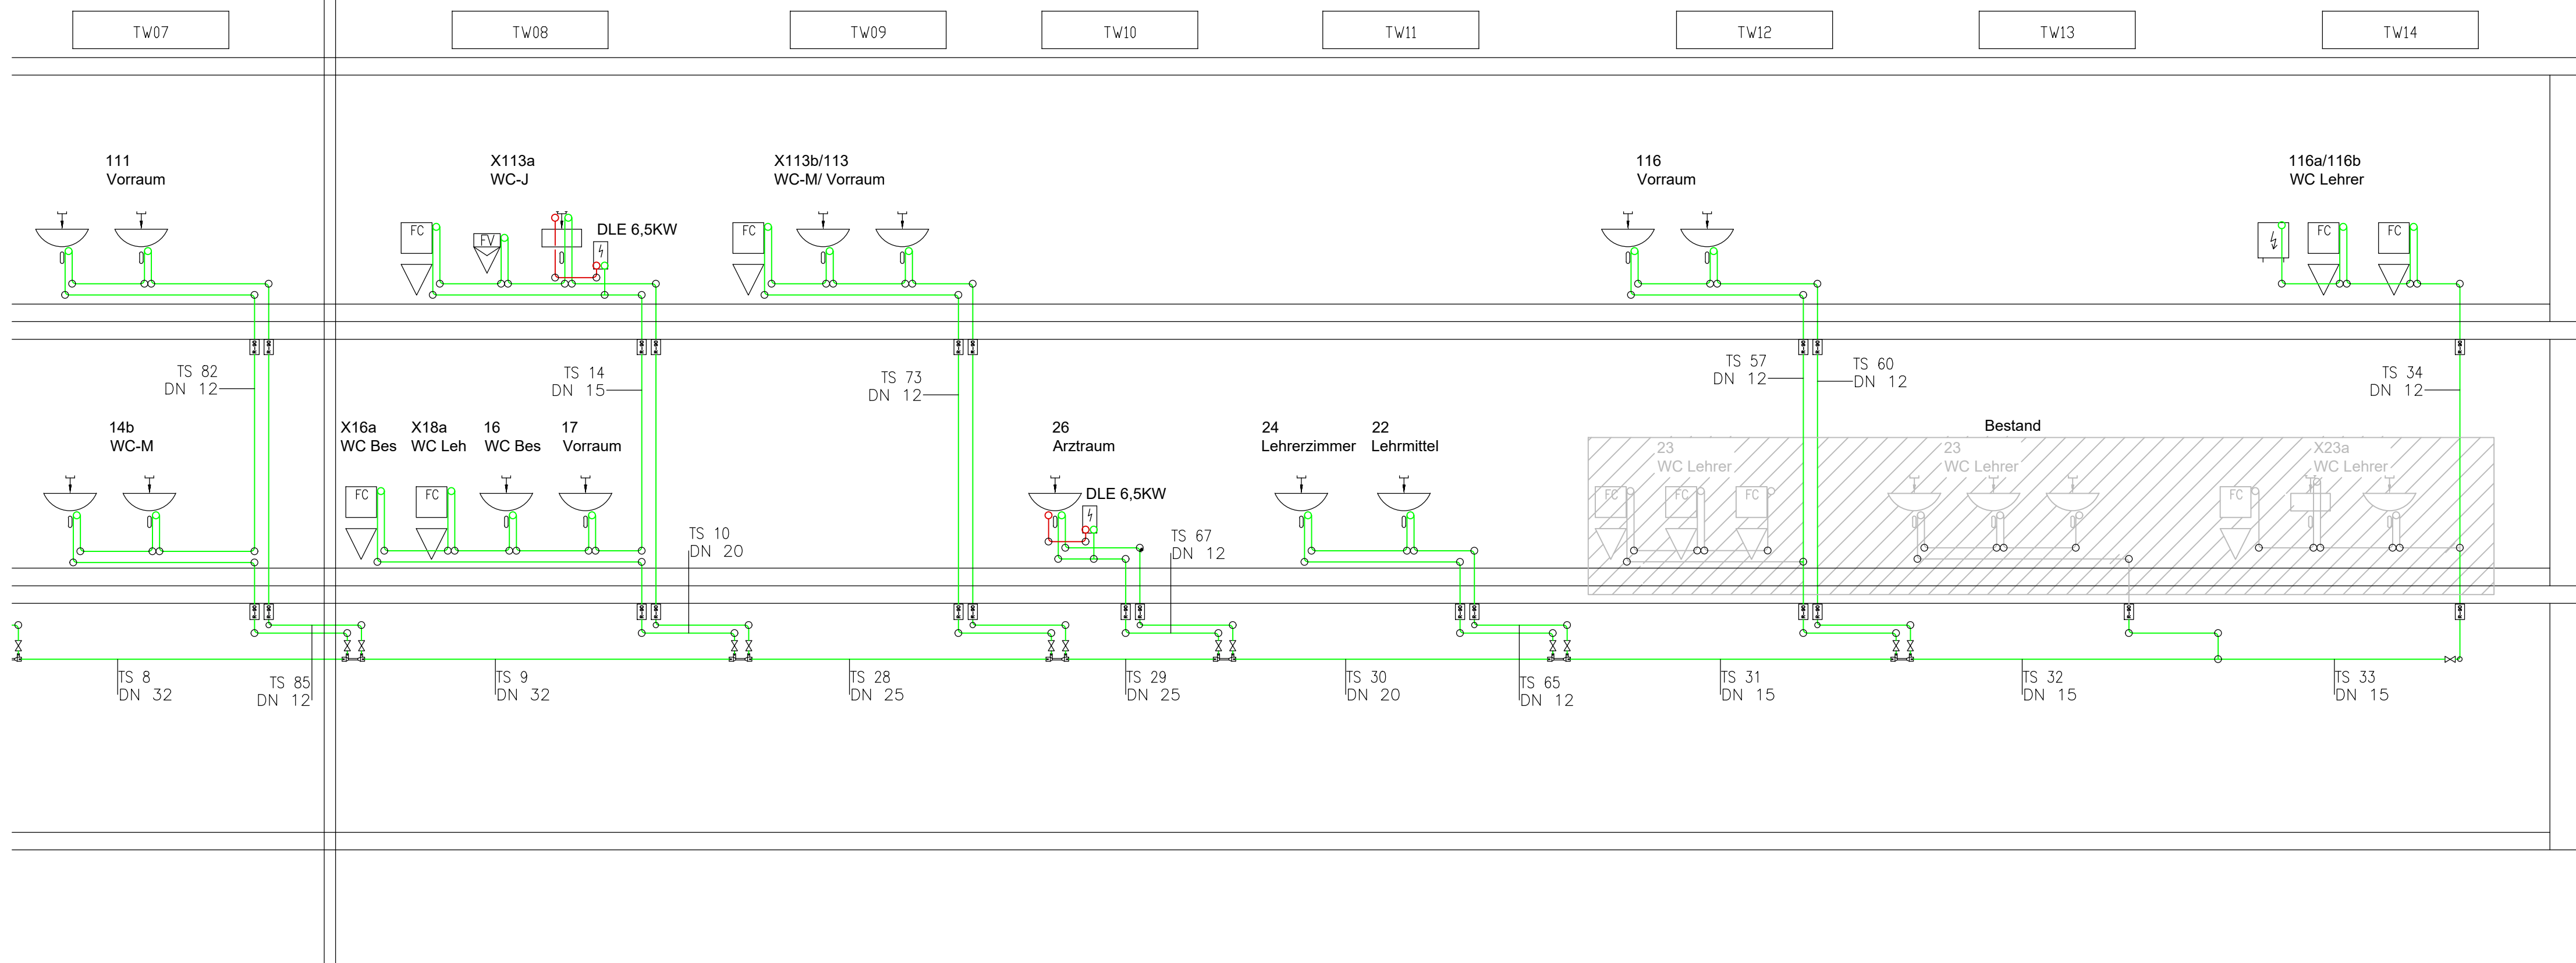 TW07
TW08
TW09
TW10
TW11
TW12
TW13
TW14
111
Vorraum
X113a
WC-J
X113b/113
WC-M/ Vorraum
116
Vorraum
116a/116b
WC Lehrer
FC
FV
DLE 6,5KW
FC
FC
FC
TS 82
DN 12
TS 14
DN 15
TS 73
DN 12
TS 57
DN 12
TS 60
DN 12
TS 34
DN 12
14b
WC-M
X16a
WC Bes
X18a
WC Leh
16
WC Bes
17
Vorraum
26
Arztraum
24
Lehrerzimmer
22
Lehrmittel
Bestand
23
WC Lehrer
23
WC Lehrer
X23a
WC Lehrer
FC
FC
DLE 6,5KW
FC
FC
FC
FC
TS 10
DN 20
TS 67
DN 12
TS 8
DN 32
TS 85
DN 12
TS 9
DN 32
TS 28
DN 25
TS 29
DN 25
TS 30
DN 20
TS 65
DN 12
TS 31
DN 15
TS 32
DN 15
TS 33
DN 15